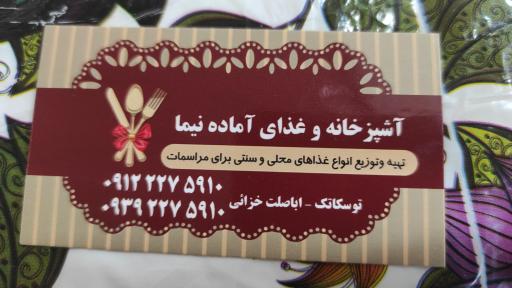 آشپزخانه و غذای آماده نیما
تهیه وتوزیع انواع غذاهای محلی و سنتی برای مراسمات
۰۹۱۲ ۲۲۷ ۵۹۱۰
توسکاتک - اباصلت خزائی ۰۹۳۹ ۲۲۷ ۵۹۱۰